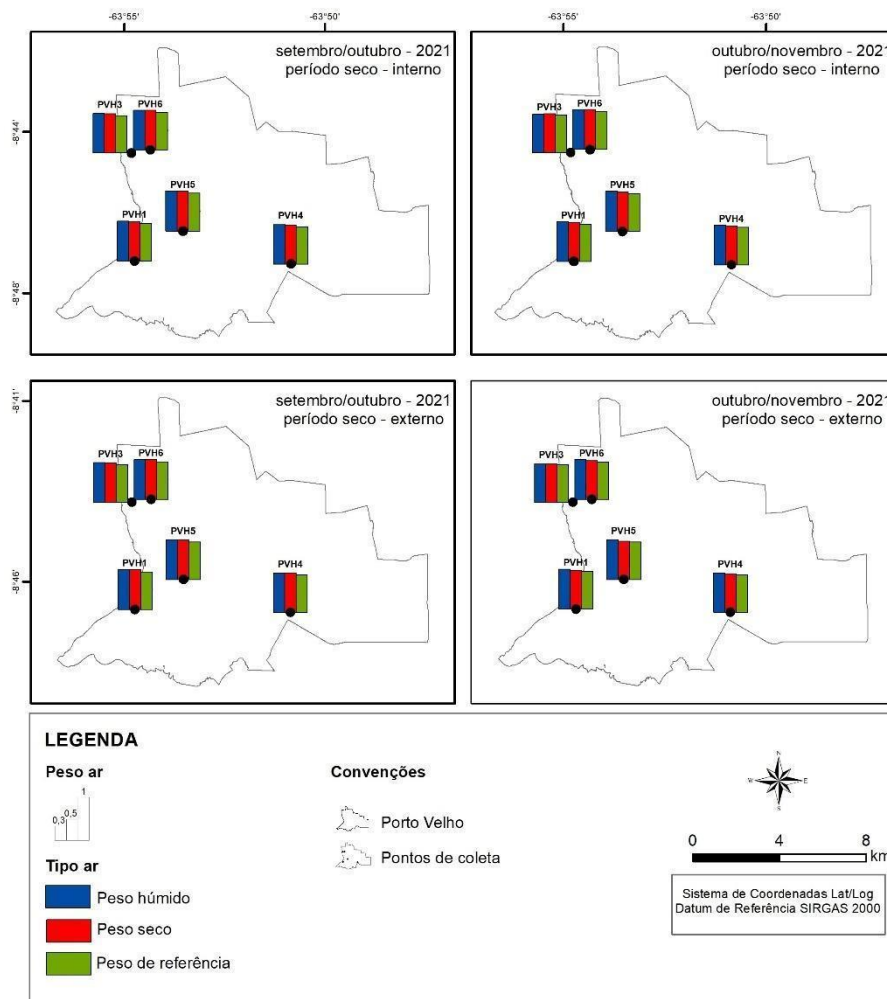 -63°55'
-63°50'
-63°55'
-63°50'
setembro/outubro - 2021
período seco - interno
PVH3
PVH6
PVH5
PVH1
PVH4
outubro/novembro - 2021
período seco - interno
PVH3
PVH6
PVH5
PVH1
PVH4
-8°44'
-8°48'
setembro/outubro - 2021
período seco - externo
PVH3
PVH6
PVH5
PVH1
PVH4
outubro/novembro - 2021
período seco - externo
PVH3
PVH6
PVH5
PVH1
PVH4
-8°41'
-8°46'
LEGENDA
Peso ar
1
0,5
0,3
Tipo ar
Peso húmido
Peso seco
Peso de referência
Convenções
Porto Velho
Pontos de coleta
N
W
E
S
0 4 8
km
Sistema de Coordenadas Lat/Log
Datum de Referência SIRGAS 2000